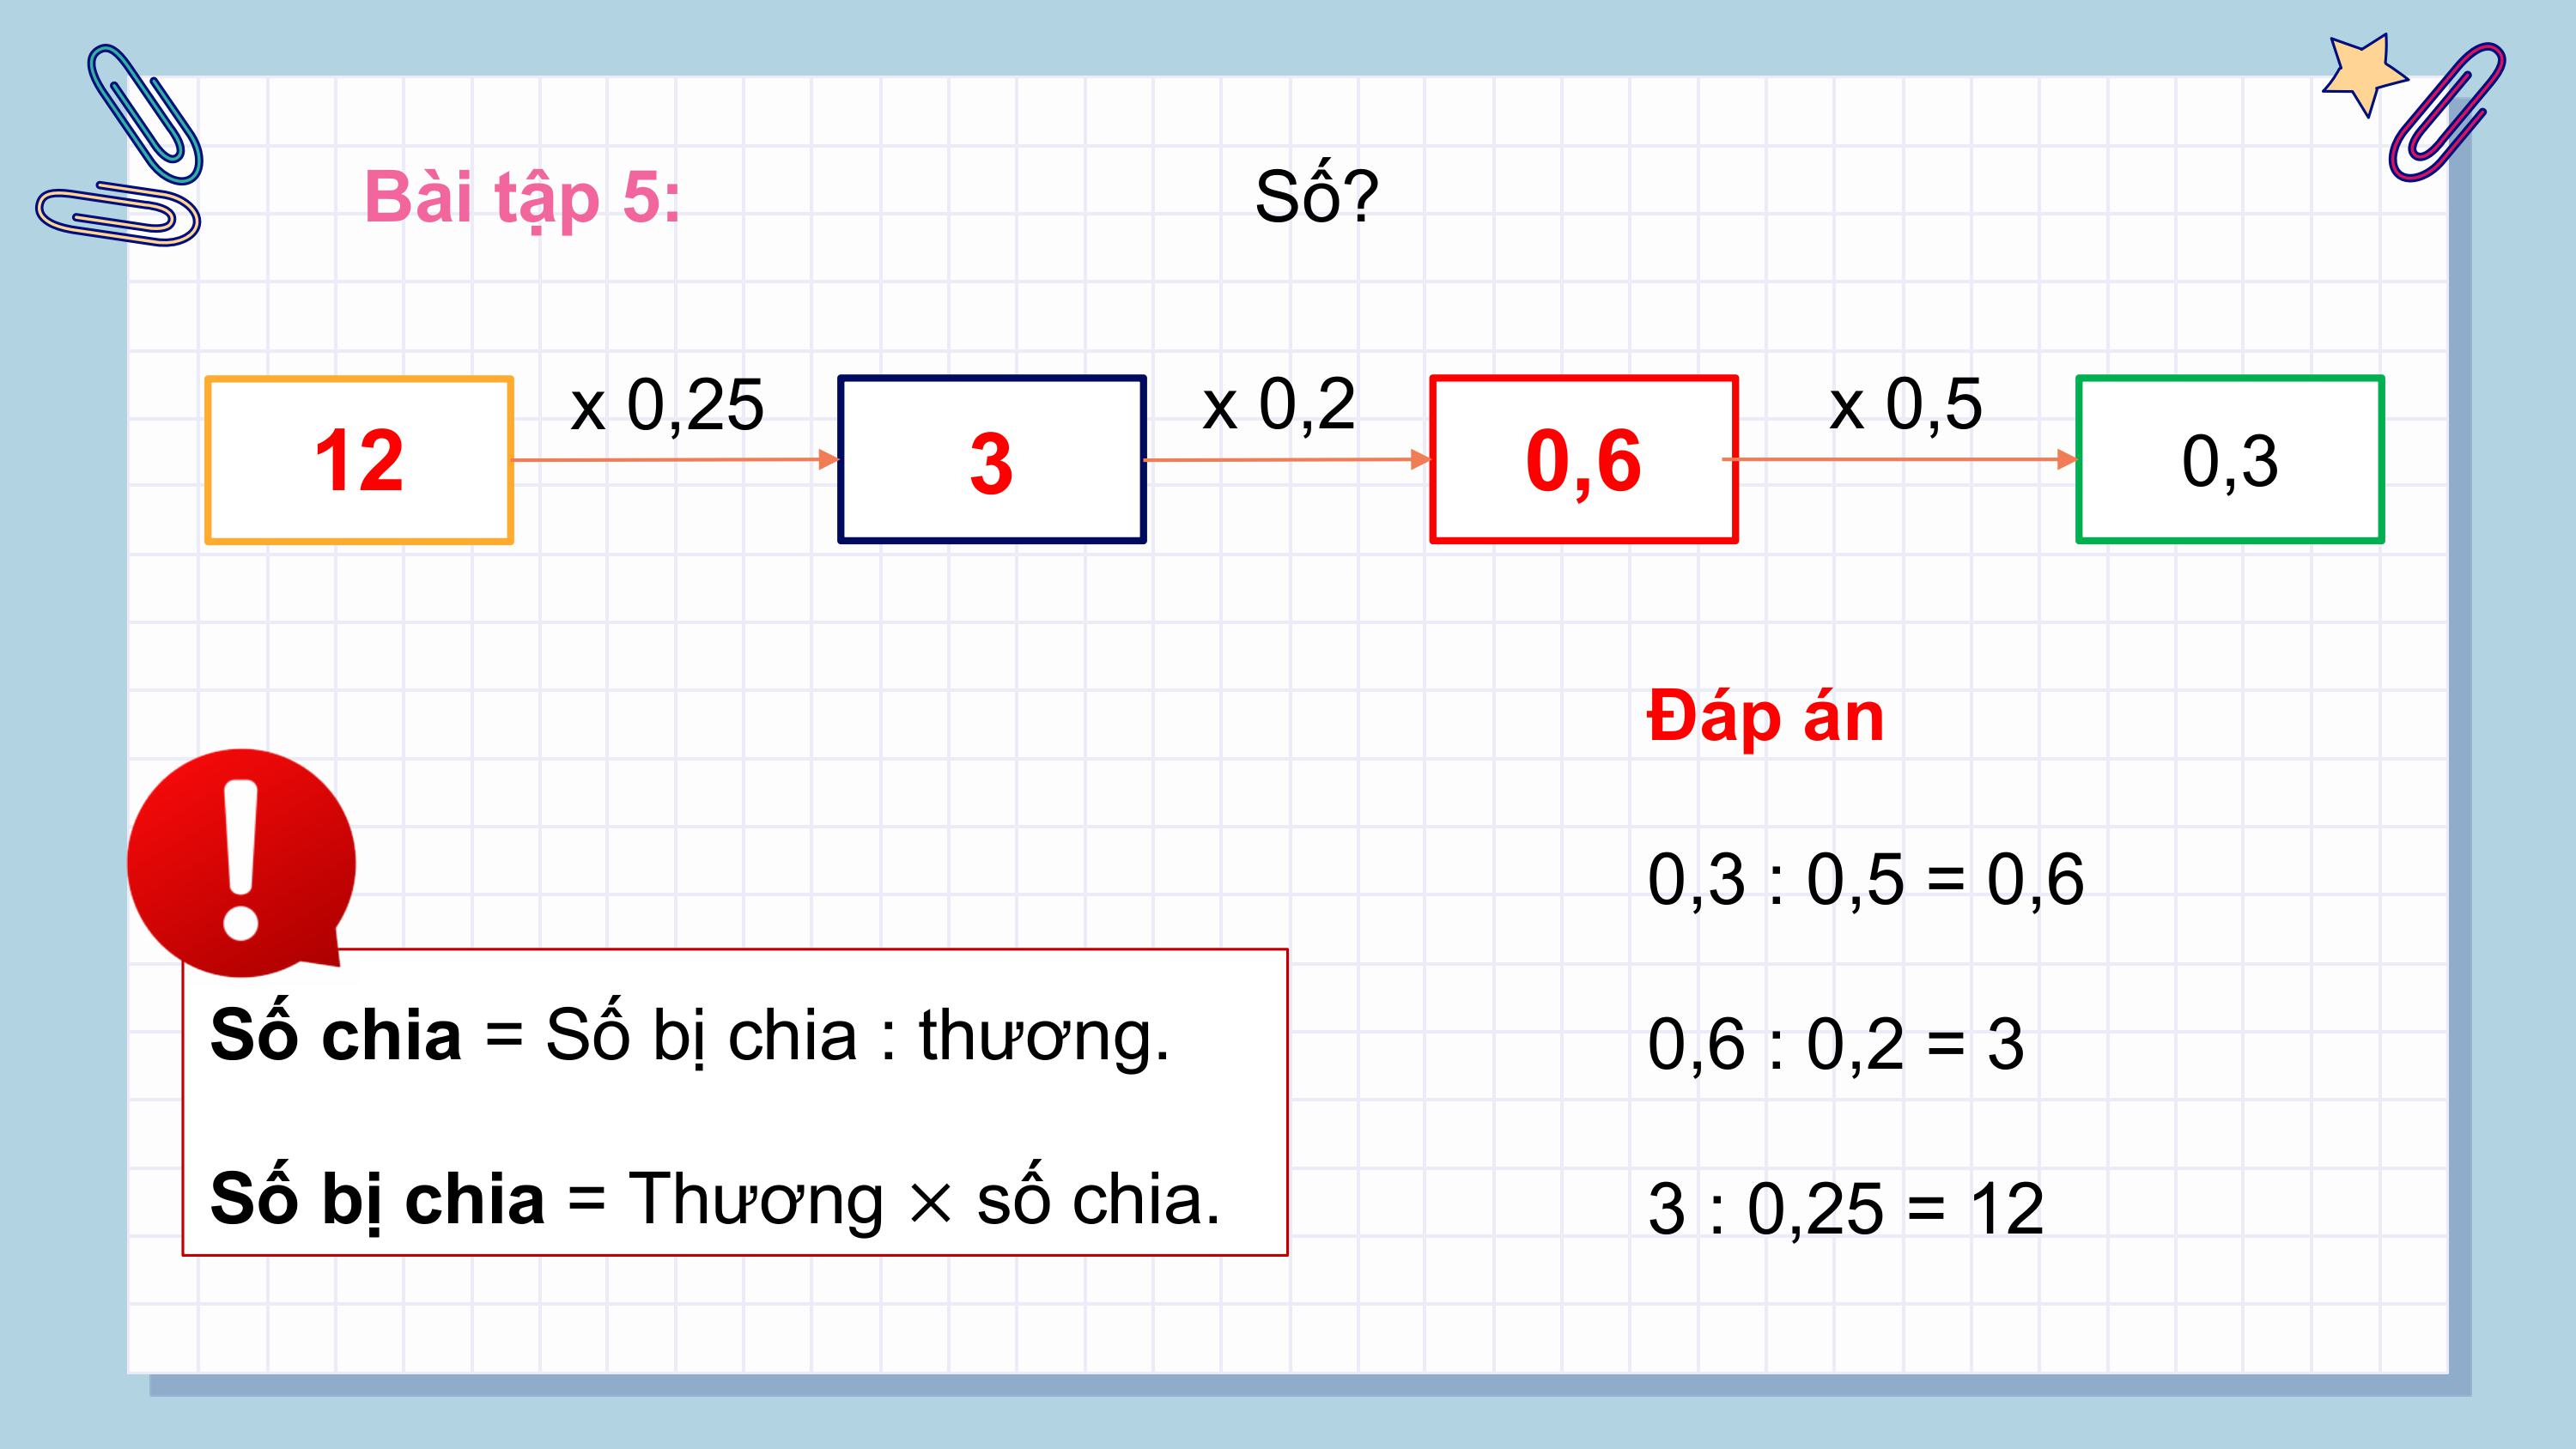 Bài tập 5: Số?
x 0,25 x 0,2 x 0,5
12 3 0,6 0,3
Đáp án
0,3 : 0,5 = 0,6
0,6 : 0,2 = 3
3 : 0,25 = 12
Số chia = Số bị chia : thương.
Số bị chia = Thương × số chia.